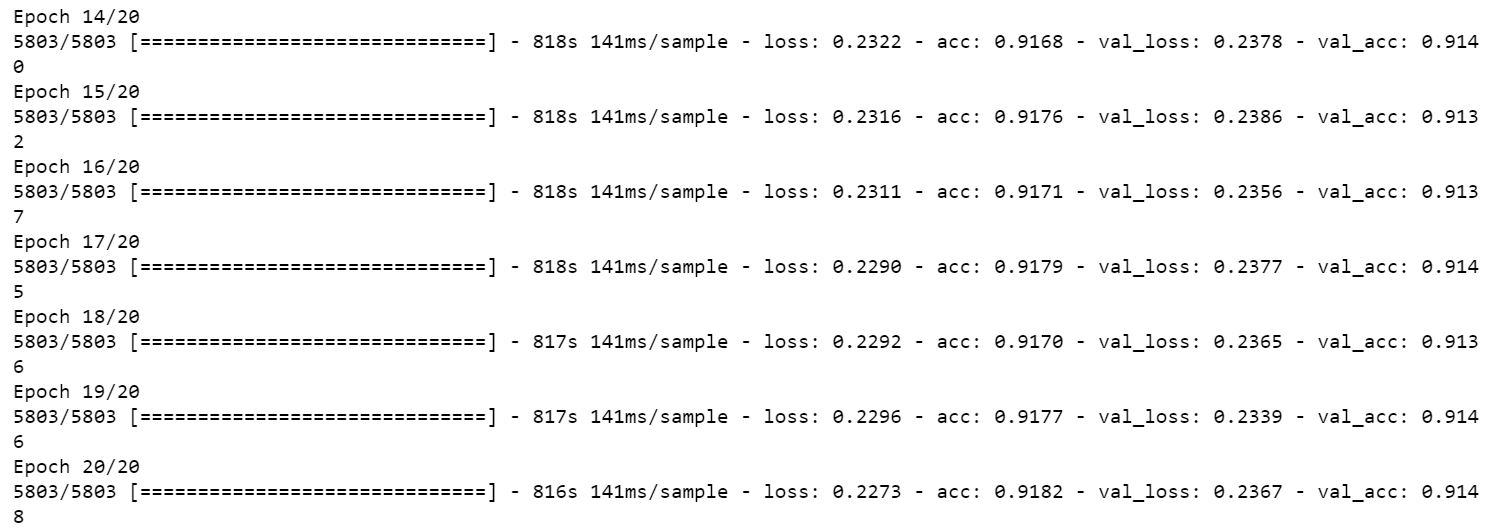 Epoch 14/20
5803/5803 [==============================] - 818s 141ms/sample - loss: 0.2322 - acc: 0.9168 - val_loss: 0.2378 - val_acc: 0.914
0
Epoch 15/20
5803/5803 [==============================] - 818s 141ms/sample - loss: 0.2316 - acc: 0.9176 - val_loss: 0.2386 - val_acc: 0.913
2
Epoch 16/20
5803/5803 [==============================] - 818s 141ms/sample - loss: 0.2311 - acc: 0.9171 - val_loss: 0.2356 - val_acc: 0.913
7
Epoch 17/20
5803/5803 [==============================] - 818s 141ms/sample - loss: 0.2290 - acc: 0.9179 - val_loss: 0.2377 - val_acc: 0.914
5
Epoch 18/20
5803/5803 [==============================] - 817s 141ms/sample - loss: 0.2292 - acc: 0.9170 - val_loss: 0.2365 - val_acc: 0.913
6
Epoch 19/20
5803/5803 [==============================] - 817s 141ms/sample - loss: 0.2296 - acc: 0.9177 - val_loss: 0.2339 - val_acc: 0.914
6
Epoch 20/20
5803/5803 [==============================] - 816s 141ms/sample - loss: 0.2273 - acc: 0.9182 - val_loss: 0.2367 - val_acc: 0.914
8